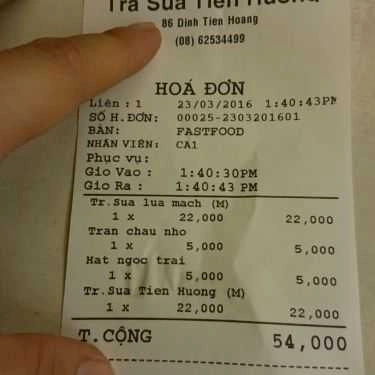 Tra Sua Tien Huong
86 Dinh Tien Hoang
(08) 62534499
HOÁ ĐƠN
Liên : 1 23/03/2016 1:40:43PM
SỐ H.ĐƠN: 00025-2303201601
BÀN: FASTFOOD
NHÂN VIÊN: CA1
Phục vụ:
Gio Vao : 1:40:30PM
Gio Ra : 1:40:43 PM
Tr.Sua lua mach (M)
1 x 22,000 22,000
Tran chau nho
1 x 5,000 5,000
Hat ngoc trai
1 x 5,000 5,000
Tr.Sua Tien Huong (M)
1 x 22,000 22,000
T.CỘNG 54,000